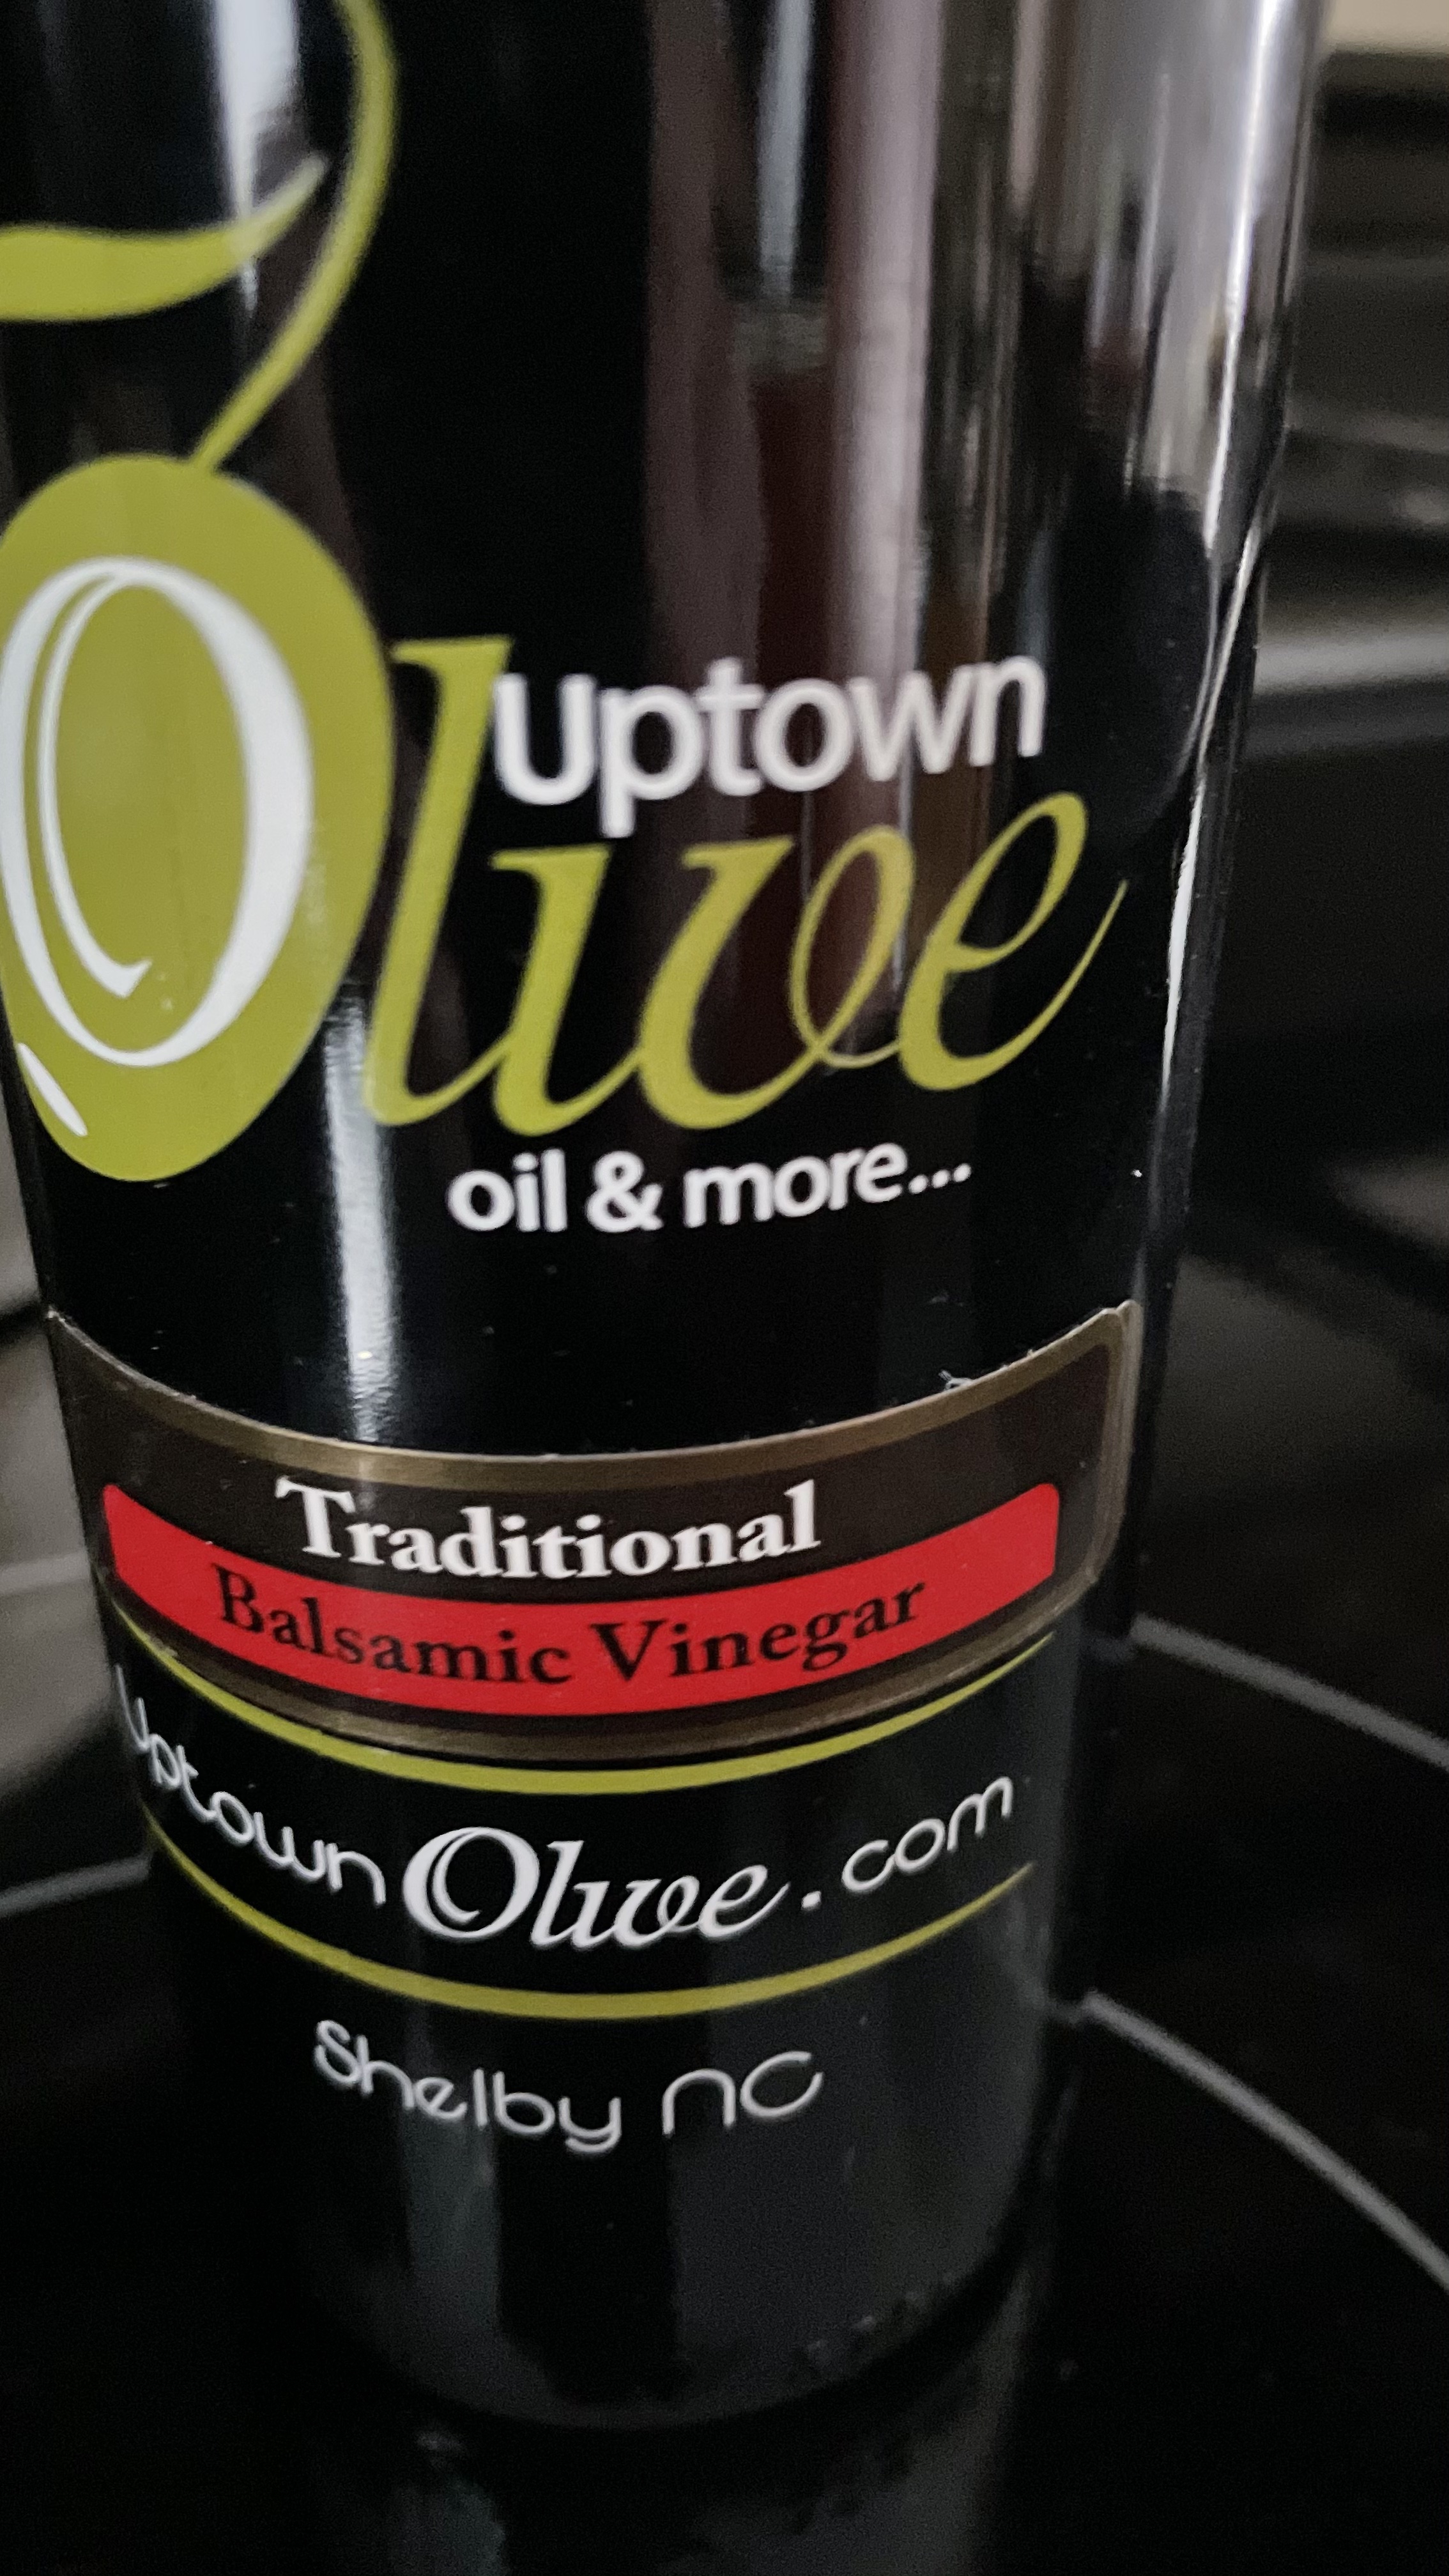 Uptown
Olive
oil & more...
Traditional
Balsamic Vinegar
UptownOlive.com
Shelby NC